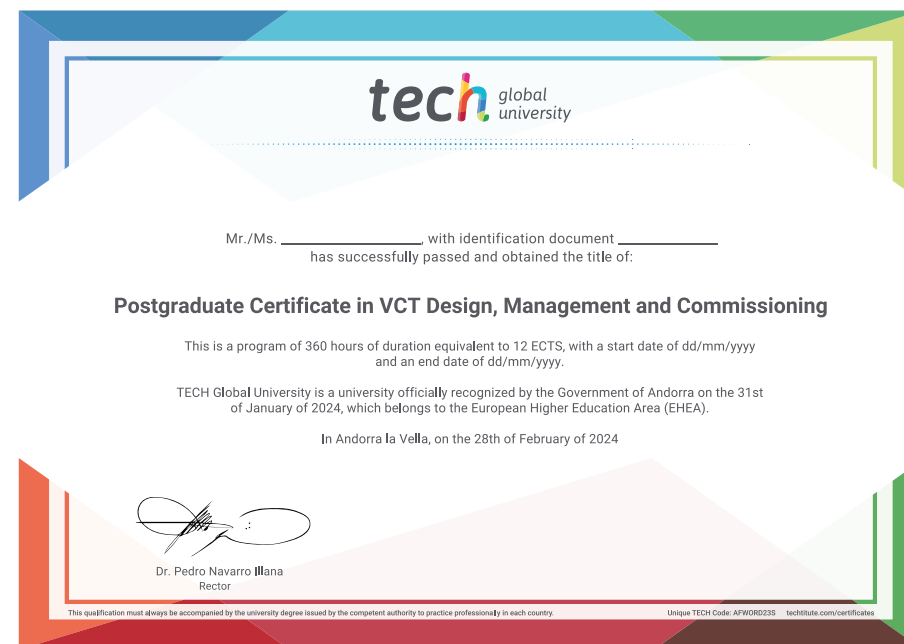 tech global university
Mr./Ms. ____________________, with identification document ______________
has successfully passed and obtained the title of:
Postgraduate Certificate in VCT Design, Management and Commissioning
This is a program of 360 hours of duration equivalent to 12 ECTS, with a start date of dd/mm/yyyy
and an end date of dd/mm/yyyy.
TECH Global University is a university officially recognized by the Government of Andorra on the 31st
of January of 2024, which belongs to the European Higher Education Area (EHEA).
In Andorra la Vella, on the 28th of February of 2024
Dr. Pedro Navarro Illana
Rector
This qualification must always be accompanied by the university degree issued by the competent authority to practice professionally in each country. Unique TECH Code: AFWORD23S techtitute.com/certificates